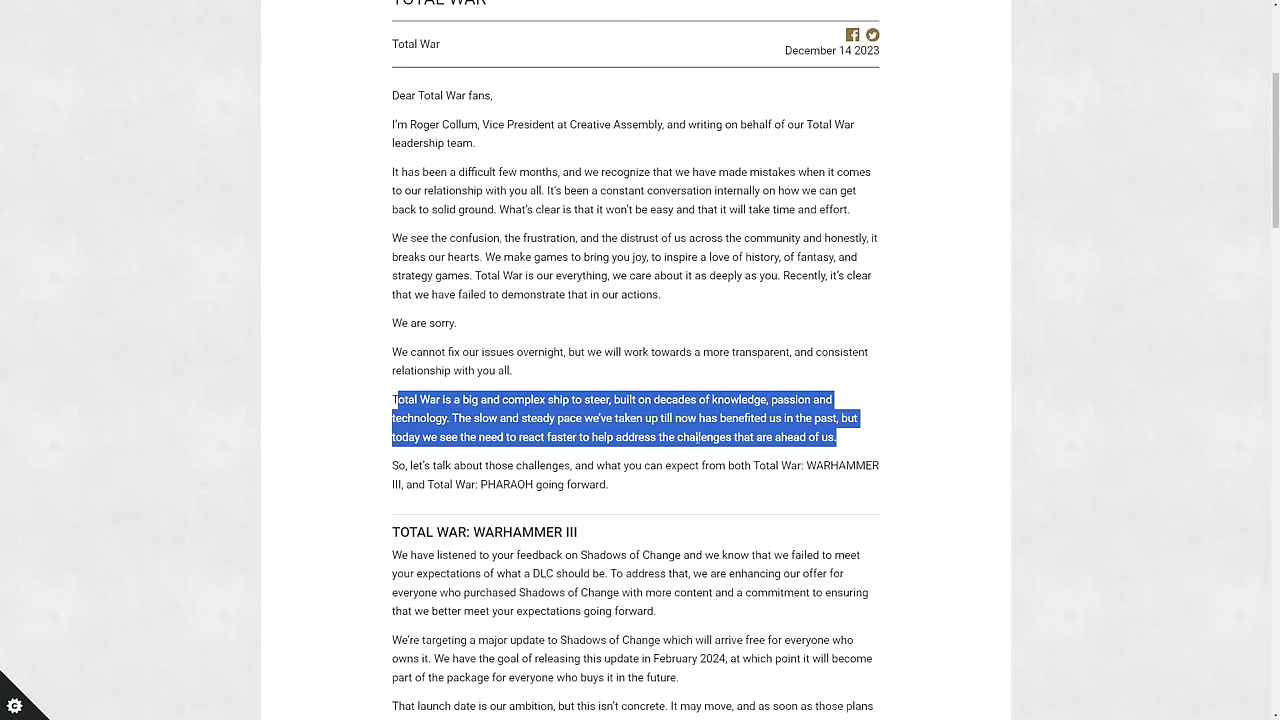 TOTAL WAR
Total War
December 14 2023
Dear Total War fans,
I'm Roger Collum, Vice President at Creative Assembly, and writing on behalf of our Total War
leadership team.
It has been a difficult few months, and we recognize that we have made mistakes when it comes
to our relationship with you all. It's been a constant conversation internally on how we can get
back to solid ground. What's clear is that it won't be easy and that it will take time and effort.
We see the confusion, the frustration, and the distrust of us across the community and honestly, it
breaks our hearts. We make games to bring you joy, to inspire a love of history, of fantasy, and
strategy games. Total War is our everything, we care about it as deeply as you. Recently, it's clear
that we have failed to demonstrate that in our actions.
We are sorry.
We cannot fix our issues overnight, but we will work towards a more transparent, and consistent
relationship with you all.
Total War is a big and complex ship to steer, built on decades of knowledge, passion and
technology. The slow and steady pace we've taken up till now has benefited us in the past, but
today we see the need to react faster to help address the challenges that are ahead of us.
So, let's talk about those challenges, and what you can expect from both Total War: WARHAMMER
III, and Total War: PHARAOH going forward.
TOTAL WAR: WARHAMMER III
We have listened to your feedback on Shadows of Change and we know that we failed to meet
your expectations of what a DLC should be. To address that, we are enhancing our offer for
everyone who purchased Shadows of Change with more content and a commitment to ensuring
that we better meet your expectations going forward.
We're targeting a major update to Shadows of Change which will arrive free for everyone who
owns it. We have the goal of releasing this update in February 2024, at which point it will become
part of the package for everyone who buys it in the future.
That launch date is our ambition, but this isn't concrete. It may move, and as soon as those plans